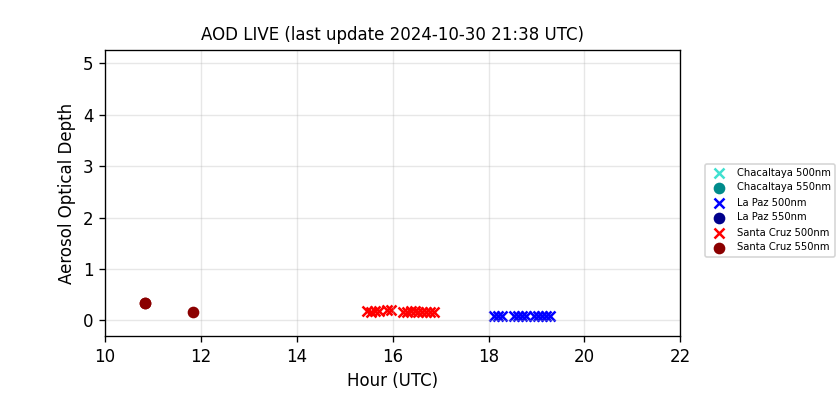 AOD LIVE (last update 2024-10-30 21:38 UTC)
Aerosol Optical Depth
5
4
3
2
1
0
10 12 14 16 18 20 22
Hour (UTC)
Chacaltaya 500nm
Chacaltaya 550nm
La Paz 500nm
La Paz 550nm
Santa Cruz 500nm
Santa Cruz 550nm